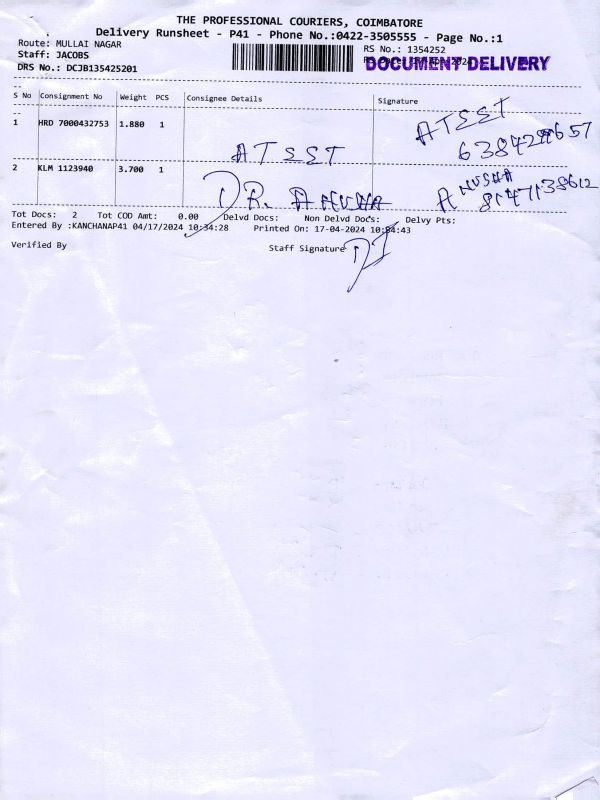 THE PROFESSIONAL COURIERS, COIMBATORE
Delivery Runsheet - P41 - Phone No.:0422-3505555 - Page No.:1
Route: MULLAI NAGAR
RS No.: 1354252
Staff: JACOBS
DOCUMENT DELIVERY
DRS No.: DCJB135425201
S No Consignment No Weight PCS Consignee Details Signature
1 HRD 7000432753 1.880 1
ATSST
6384 657
2 KLM 1123940 3.700 1
DR. ANUSHA
ANUSHA
8147138612
Tot Docs: 2 Tot COD Amt: 0.00 Delvd Docs: Non Delvd Docs: Delvy Pts:
Entered By :KANCHANAP41 04/17/2024 10:34:28 Printed On: 17-04-2024 10:34:43
Verified By Staff Signature